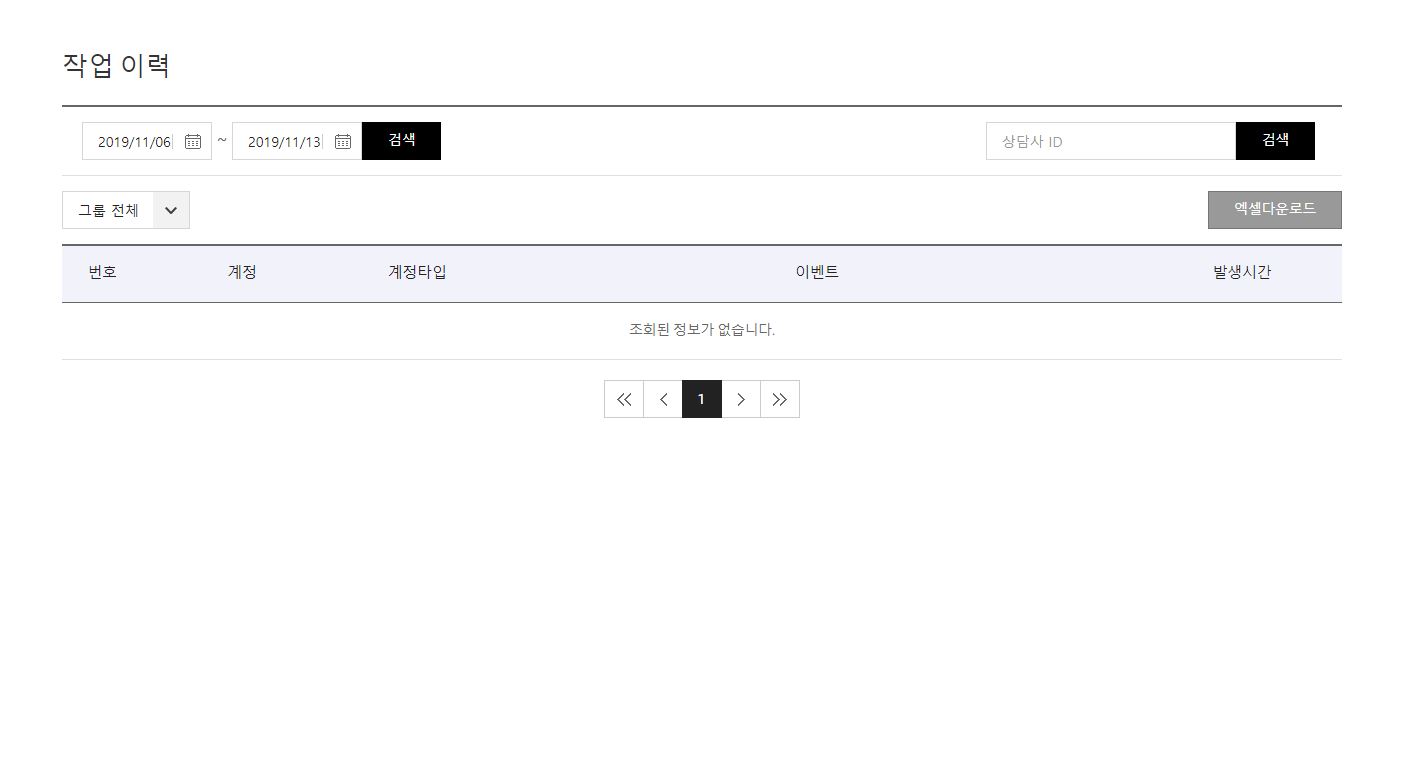 작업 이력
2019/11/06 ~ 2019/11/13 검색 상담사 ID 검색
그룹 전체 엑셀다운로드
번호 계정 계정타입 이벤트 발생시간
조회된 정보가 없습니다.
1